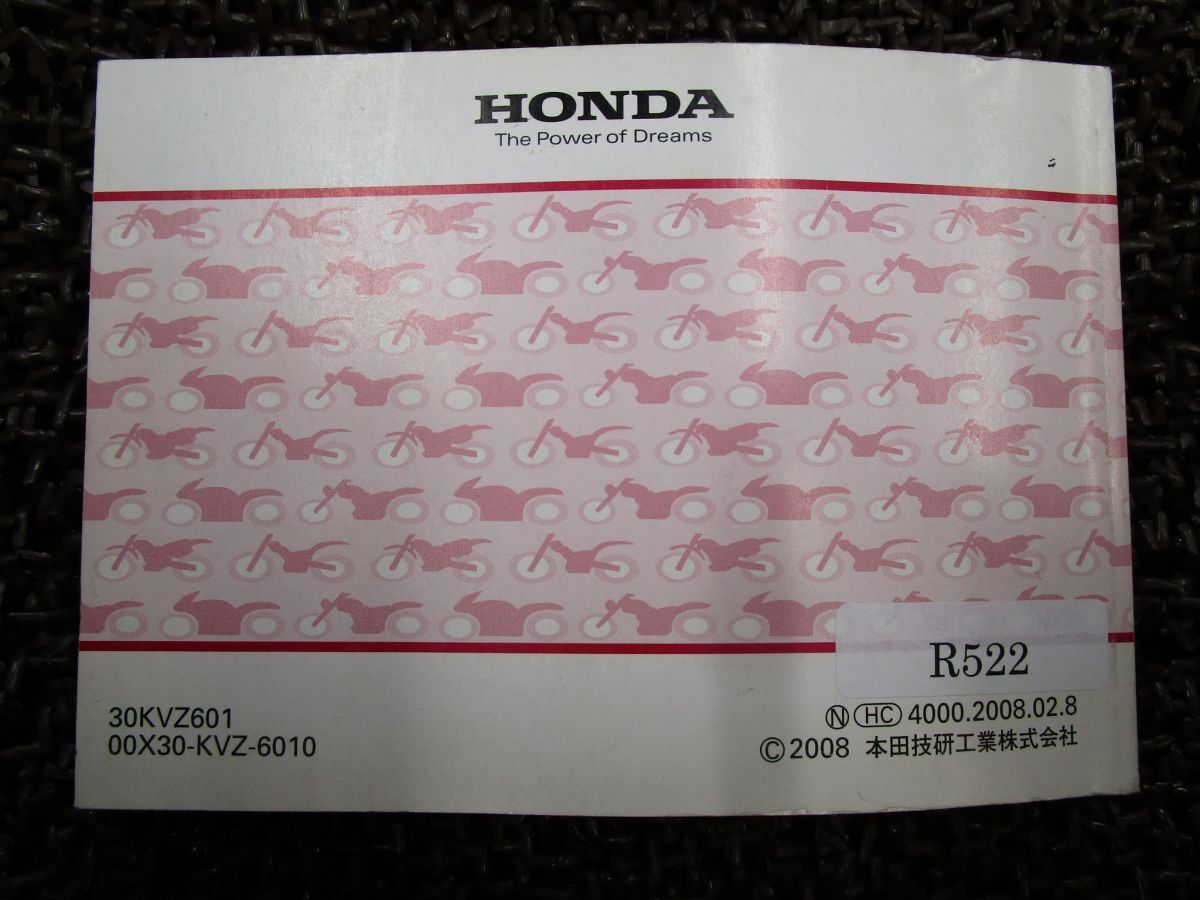 HONDA
The Power of Dreams
R522
30KVZ601
00X30-KVZ-6010
Ⓝ HC 4000.2008.02.8
©2008 本田技研工業株式会社